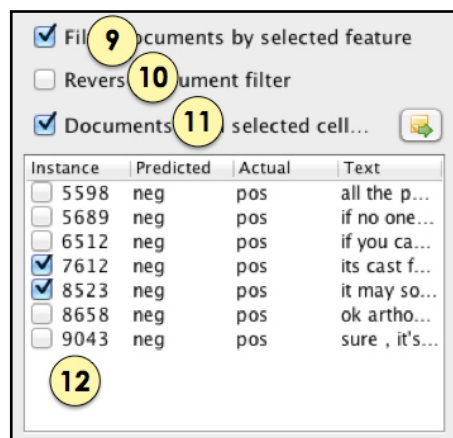 Fil 9 ocuments by selected feature
Revers 10 ument filter
Documents 11 selected cell...
Instance Predicted Actual Text
5598 neg pos all the p...
5689 neg pos if no one...
6512 neg pos if you ca...
7612 neg pos its cast f...
8523 neg pos it may so...
8658 neg pos ok artho...
9043 neg pos sure , it's...
12